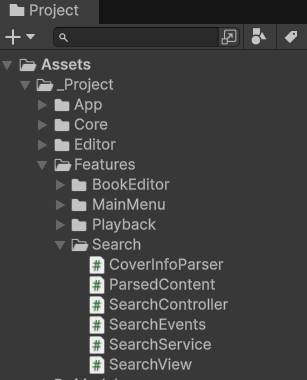 Project
Assets
_Project
App
Core
Editor
Features
BookEditor
MainMenu
Playback
Search
CoverInfoParser
ParsedContent
SearchController
SearchEvents
SearchService
SearchView